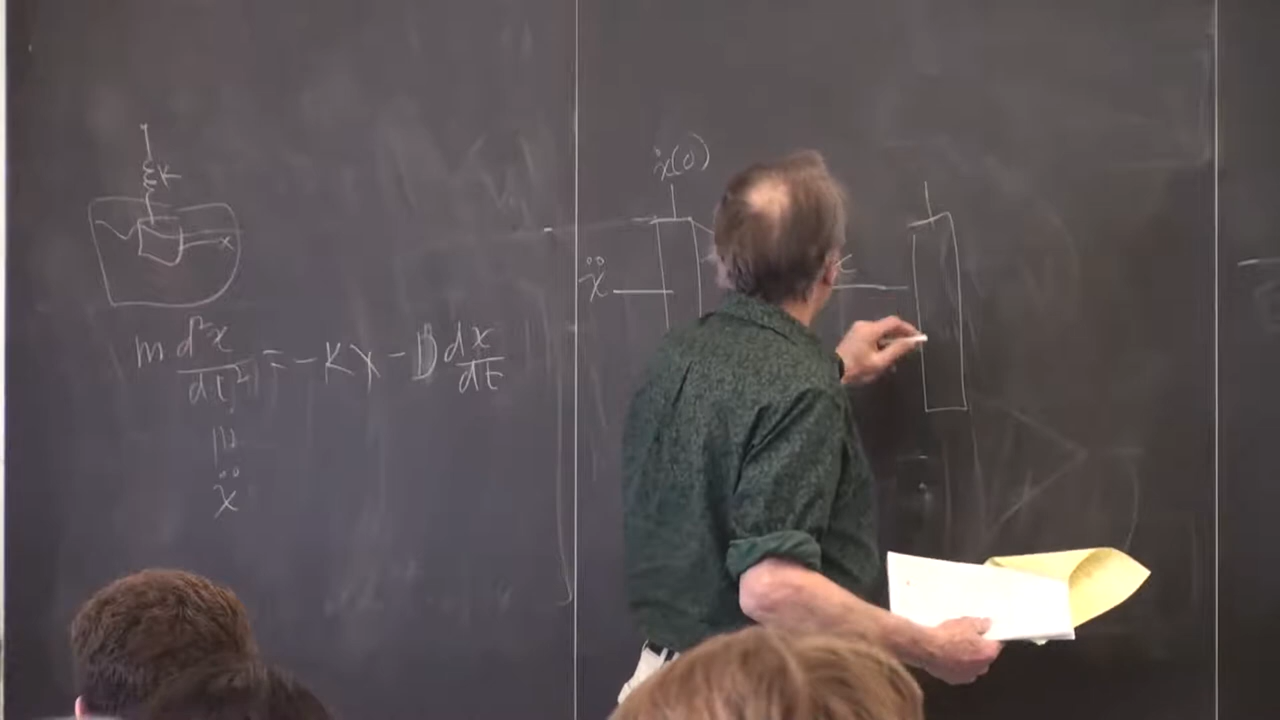 K
x
m d²x/dt² = -Kx - D dx/dt
ẍ
ẋ(0)
ẍ